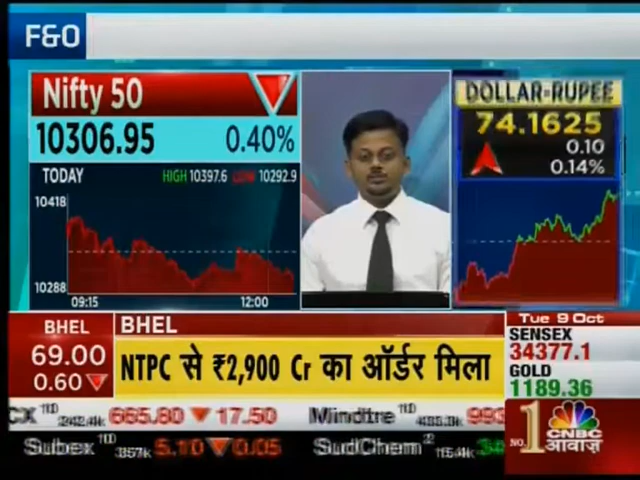 F&O
Nifty 50
10306.95 0.40%
TODAY HIGH 10397.6 LOW 10292.9
10418
10288
09:15 12:00
DOLLAR-RUPEE
74.1625
0.10
0.14%
BHEL
69.00
0.60
BHEL
NTPC से ₹2,900 Cr का ऑर्डर मिला
Tue 9 Oct
SENSEX
34377.1
GOLD
1189.36
CX 665.80 17.50 Mindtre
Subex 5.10 0.05 SudChem
NO. 1 CNBC
आवाज़